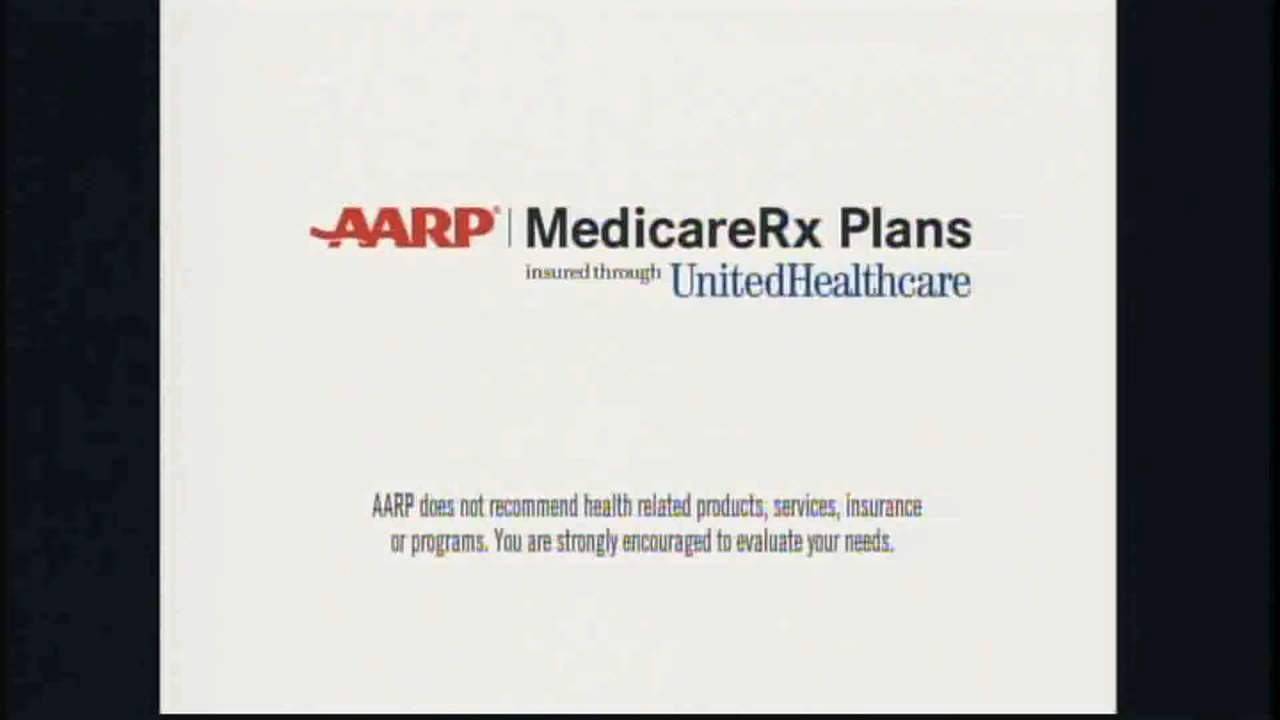 AARP® MedicareRx Plans
insured through UnitedHealthcare
AARP does not recommend health related products, services, insurance
or programs. You are strongly encouraged to evaluate your needs.